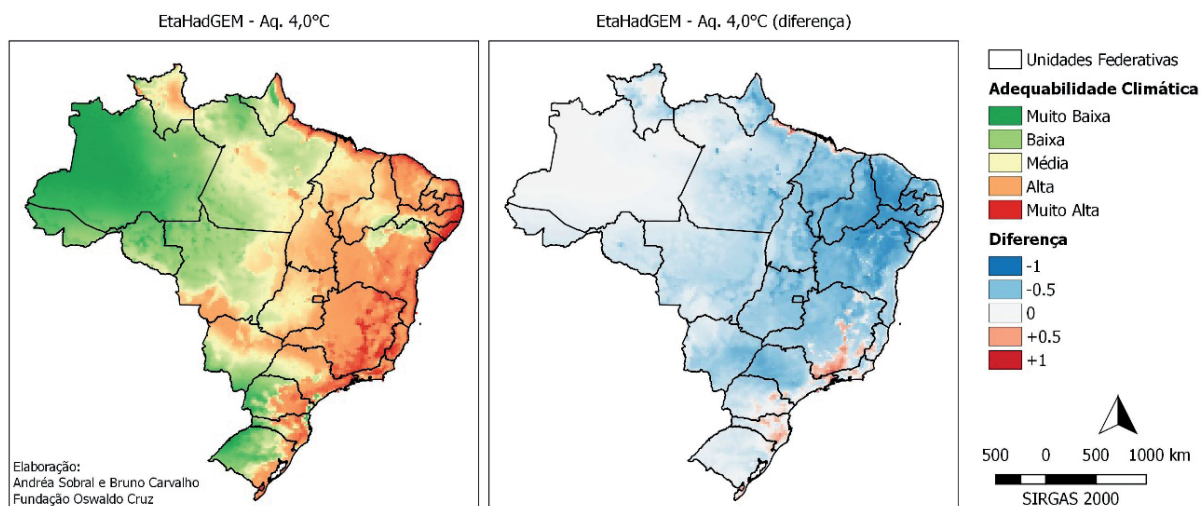 EtaHadGEM - Aq. 4,0°C
EtaHadGEM - Aq. 4,0°C (diferença)
Unidades Federativas
Adequabilidade Climática
Muito Baixa
Baixa
Média
Alta
Muito Alta
Diferença
-1
-0.5
0
+0.5
+1
500 0 500 1000 km
SIRGAS 2000
Elaboração:
Andréa Sobral e Bruno Carvalho
Fundação Oswaldo Cruz